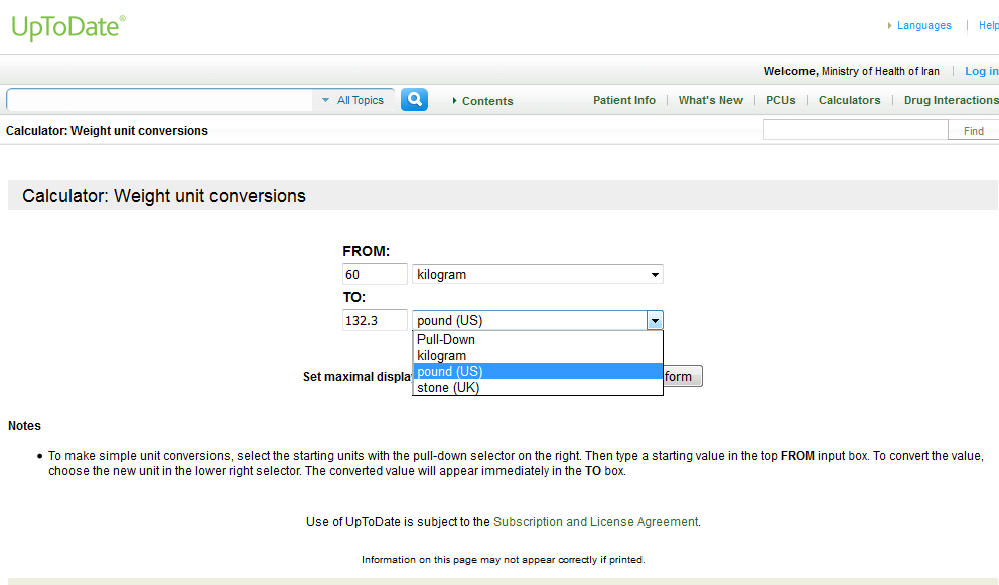 UpToDate®
Languages | Help
Welcome, Ministry of Health of Iran | Log in
All Topics Contents Patient Info | What's New | PCUs | Calculators | Drug Interactions
Calculator: Weight unit conversions
Find
Calculator: Weight unit conversions
FROM:
60 kilogram
TO:
132.3 pound (US)
Pull-Down
kilogram
Set maximal pound (US) form
stone (UK)
Notes
• To make simple unit conversions, select the starting units with the pull-down selector on the right. Then type a starting value in the top FROM input box. To convert the value,
choose the new unit in the lower right selector. The converted value will appear immediately in the TO box.
Use of UpToDate is subject to the Subscription and License Agreement.
Information on this page may not appear correctly if printed.